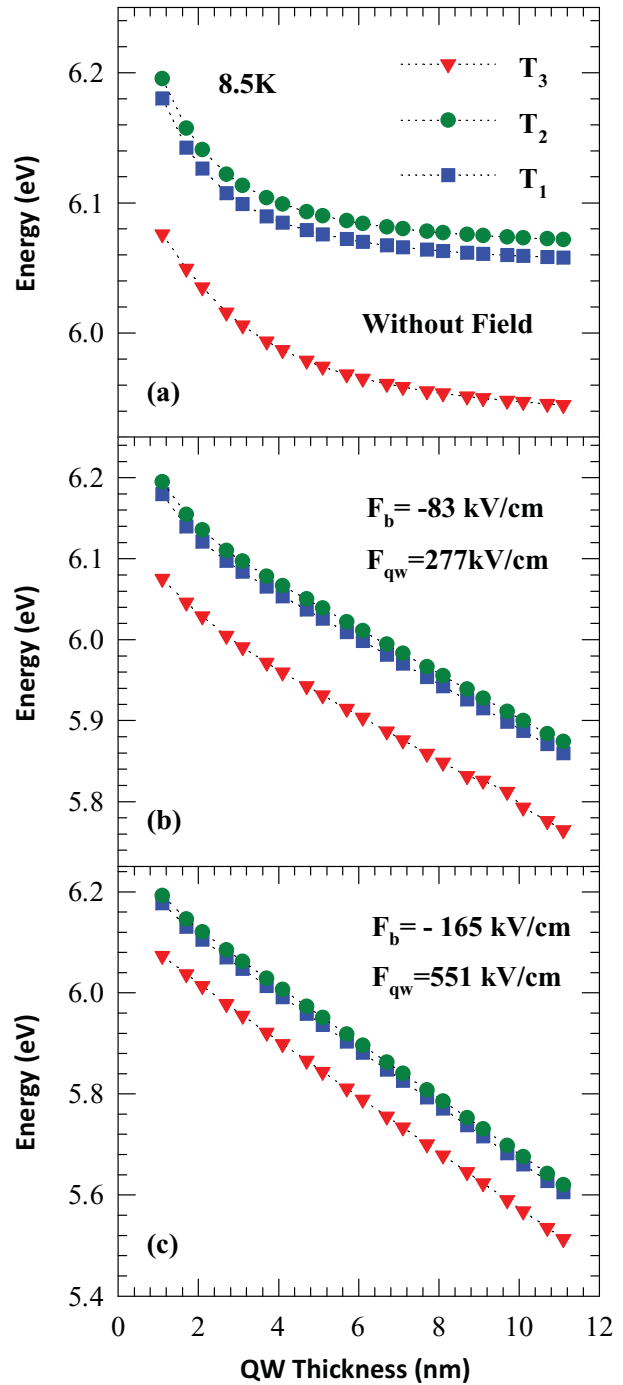 8.5K
T3
T2
T1
6.2
6.1
6.0
Energy (eV)
Without Field
(a)
6.2
6.1
6.0
5.9
5.8
Energy (eV)
Fb= -83 kV/cm
Fqw=277kV/cm
(b)
6.2
6.0
5.8
5.6
5.4
Energy (eV)
Fb= - 165 kV/cm
Fqw=551 kV/cm
(c)
0 2 4 6 8 10 12
QW Thickness (nm)